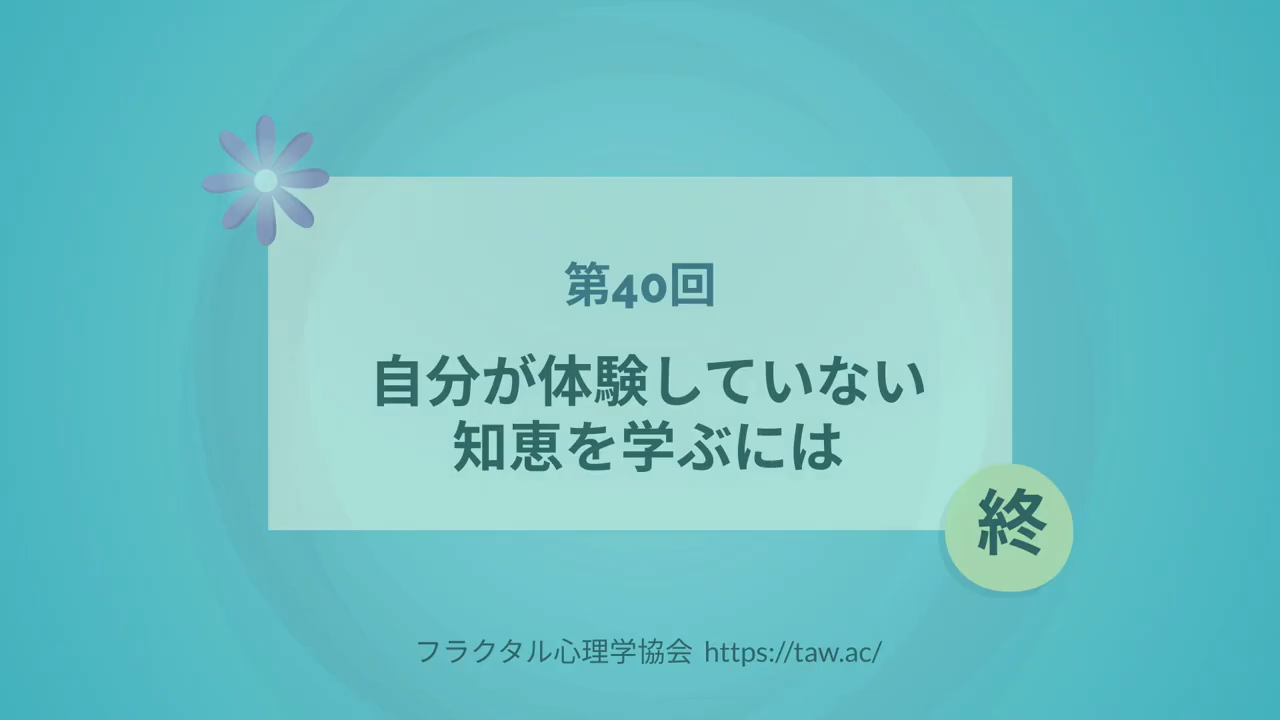 第40回
自分が体験していない
知恵を学ぶには
終
フラクタル心理学協会 https://taw.ac/